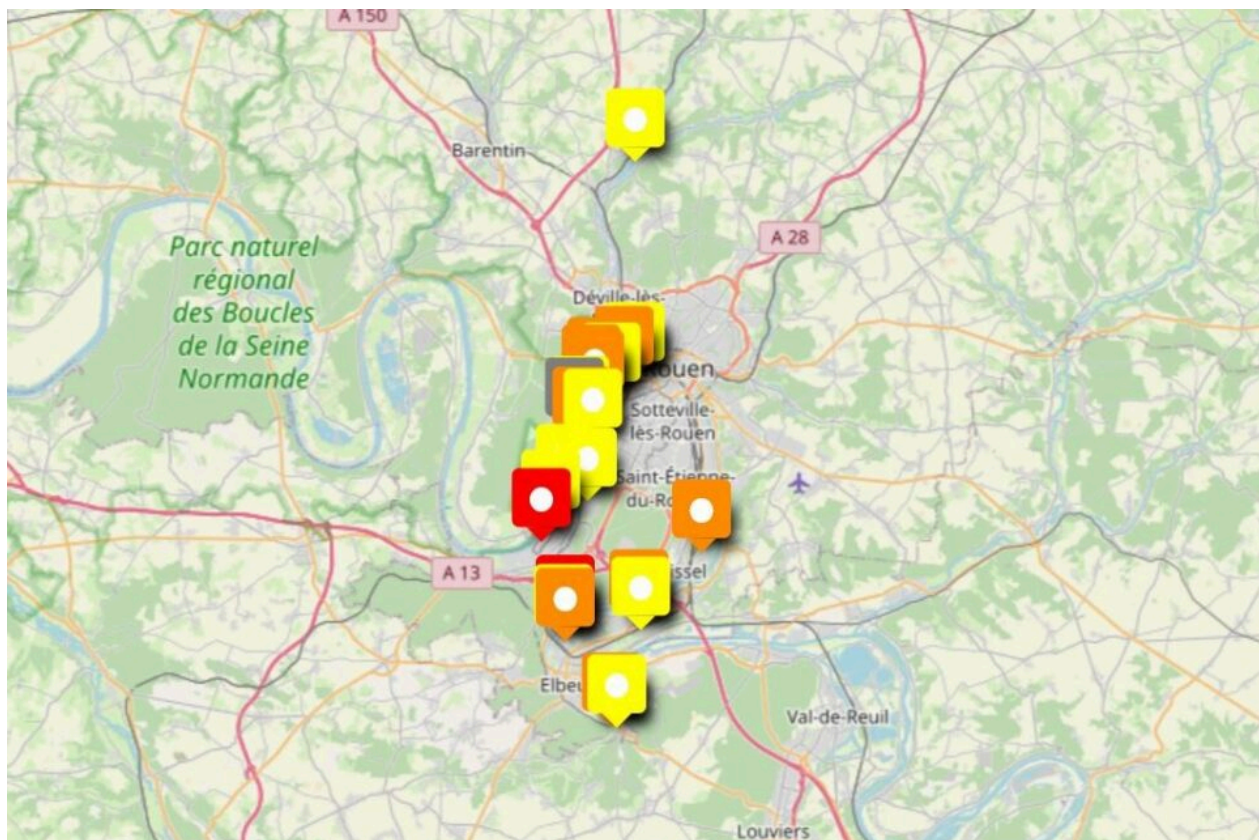 A 150
Barentin
A 28
Parc naturel
régional
des Boucles
de la Seine
Normande
Déville-lès-
Rouen
Sotteville-
lès-Rouen
Saint-Étienne-
A 13
Val-de-Reuil
Louviers